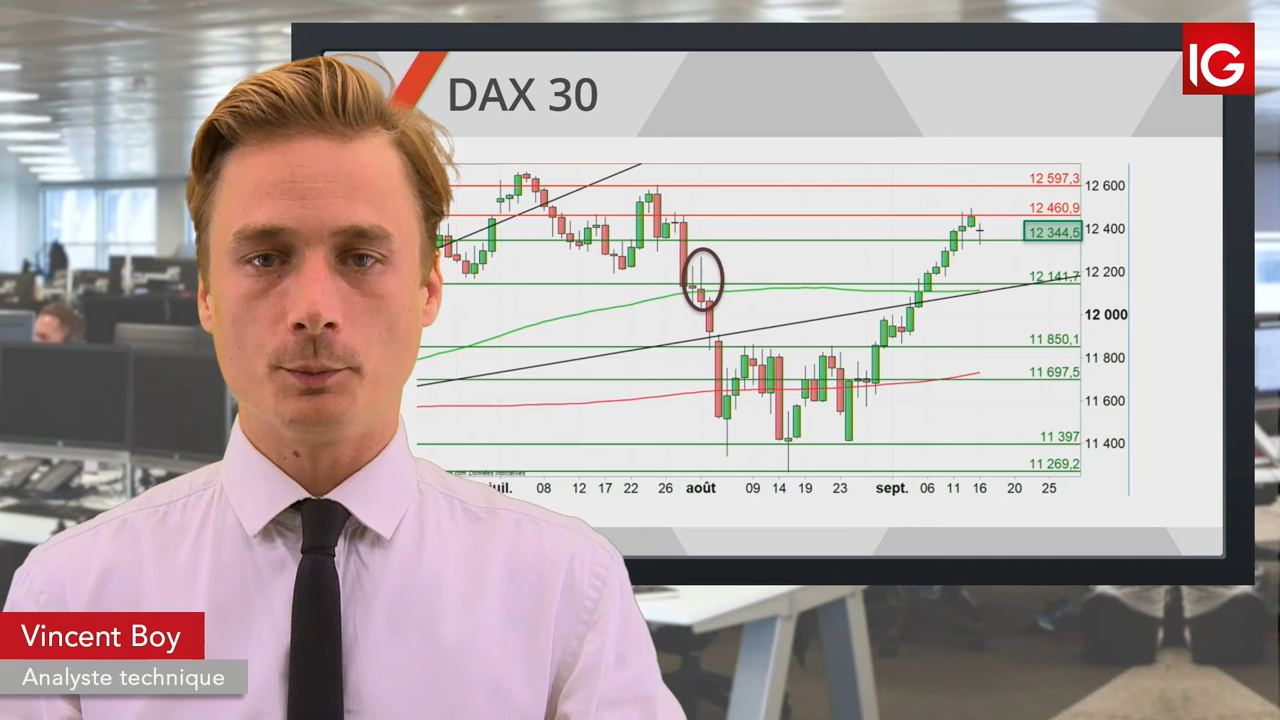 IG
DAX 30
12 597,3
12 600
12 460,9
12 400
12 344,5
12 200
12 141,7
12 000
11 850,1
11 800
11 697,5
11 600
11 400
11 397
11 269,2
Données indicatives
juil. 08 12 17 22 26 août 09 14 19 23 sept. 06 11 16 20 25
Vincent Boy
Analyste technique